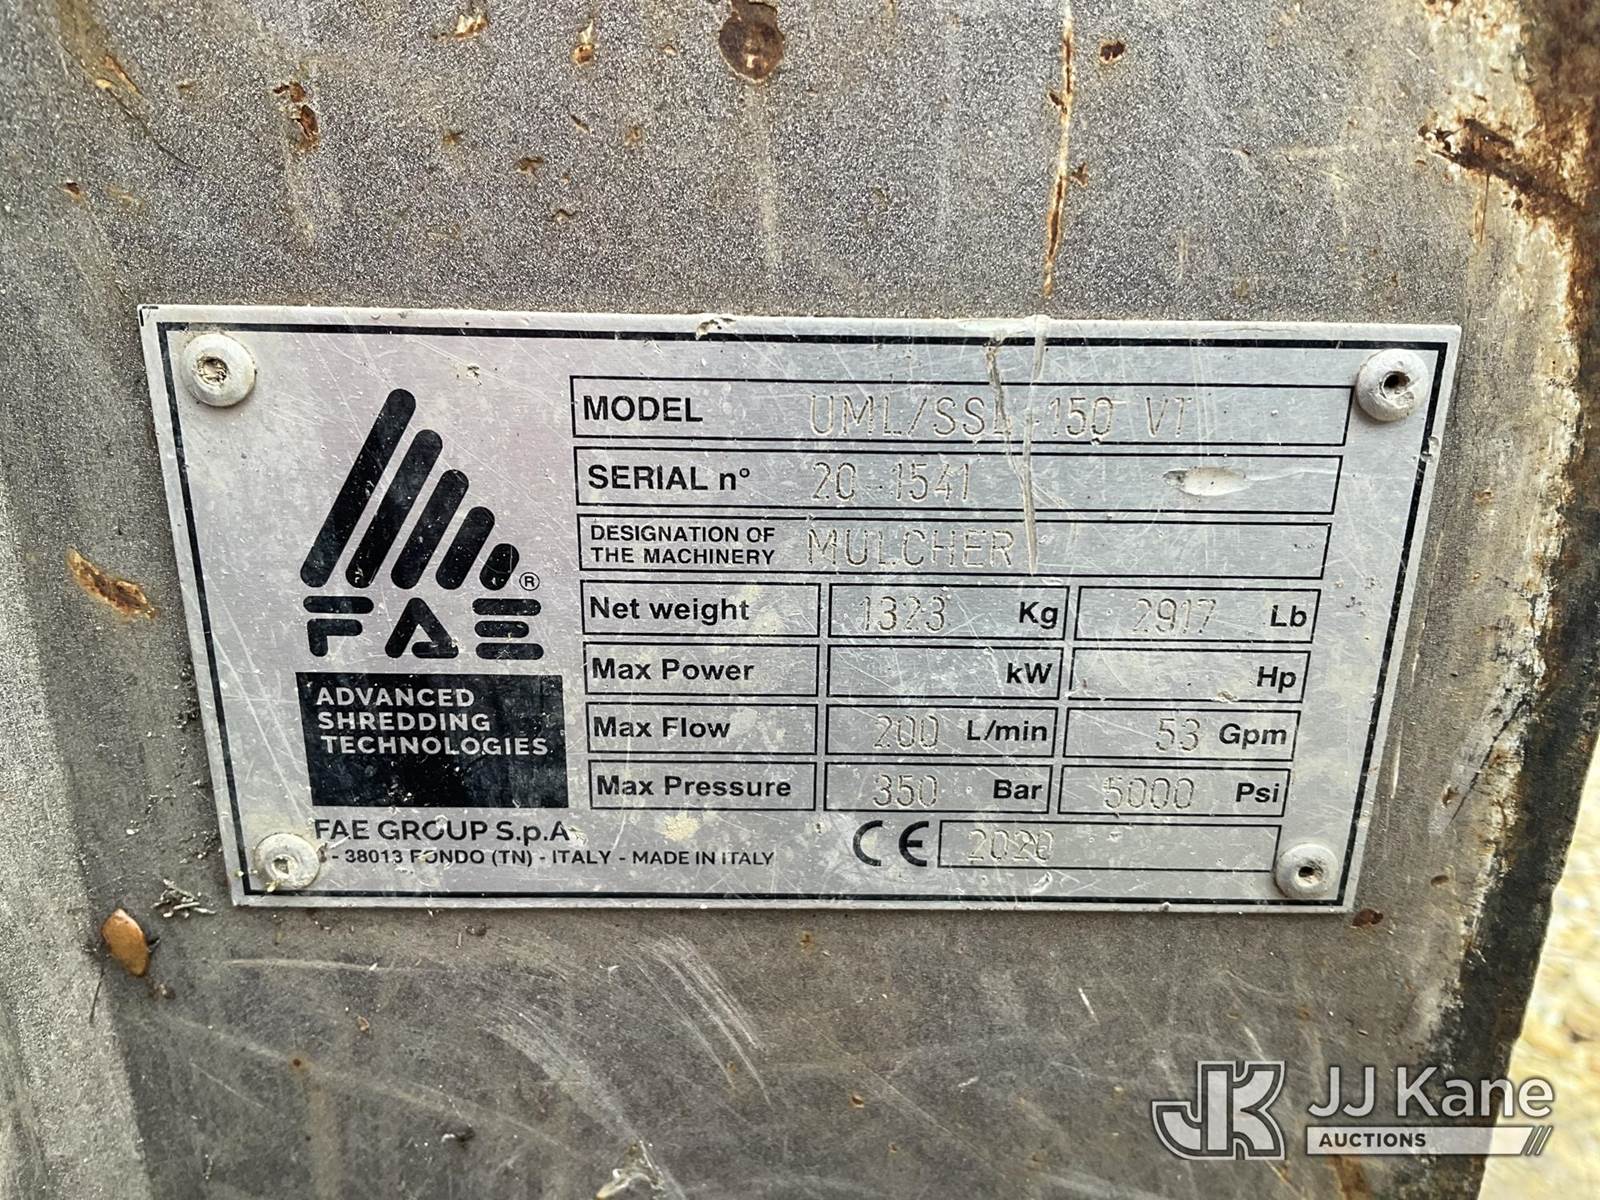 MODEL UML/SSL-150 VT
SERIAL n° 20-1541
DESIGNATION OF
THE MACHINERY MULCHER
Net weight 1323 Kg 2917 Lb
Max Power kW Hp
Max Flow 200 L/min 53 Gpm
Max Pressure 350 Bar 5000 Psi
CE 2020
®
FAE
ADVANCED
SHREDDING
TECHNOLOGIES
FAE GROUP S.p.A
- 38013 FONDO (TN) - ITALY - MADE IN ITALY
JK JJ Kane
AUCTIONS